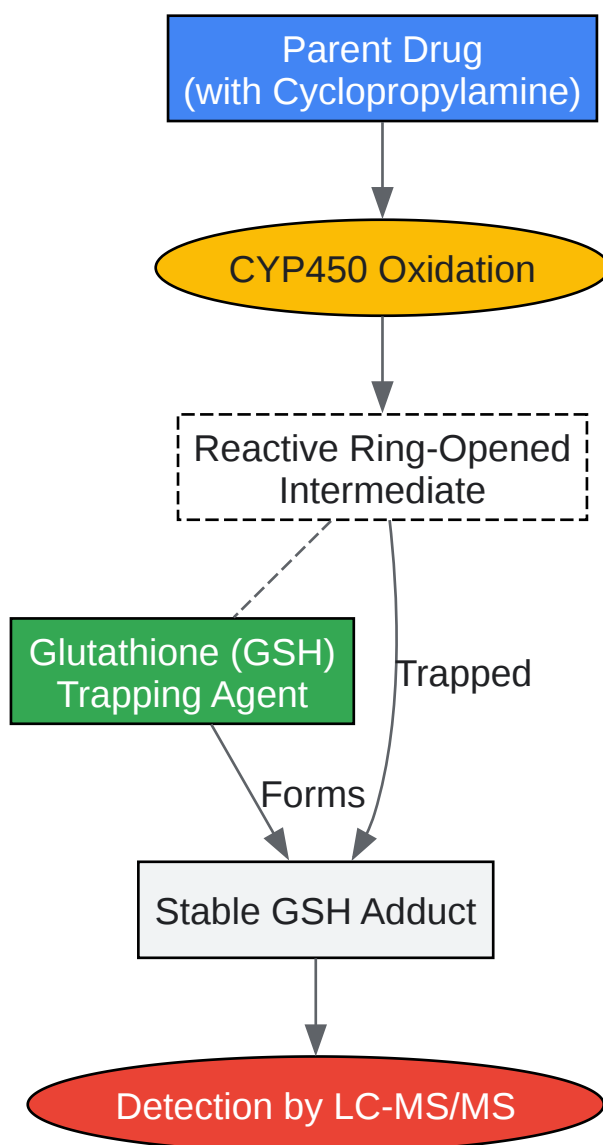 Parent Drug
(with Cyclopropylamine)
CYP450 Oxidation
Reactive Ring-Opened
Intermediate
Glutathione (GSH)
Trapping Agent
Trapped
Forms
Stable GSH Adduct
Detection by LC-MS/MS